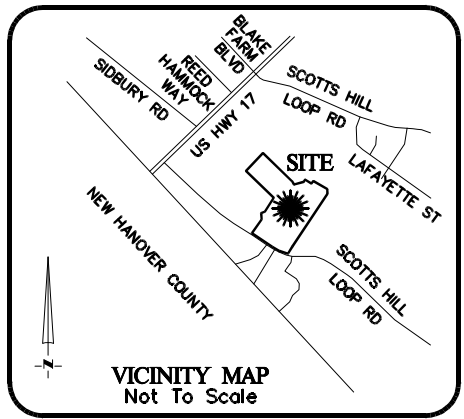 BLAKE
FARM
BLVD
REED
HAMMOCK
WAY
SIDBURY RD
US HWY 17
SCOTTS HILL
LOOP RD
LAFAYETTE ST
SITE
NEW HANOVER COUNTY
SCOTTS HILL
LOOP RD
N
VICINITY MAP
Not To Scale